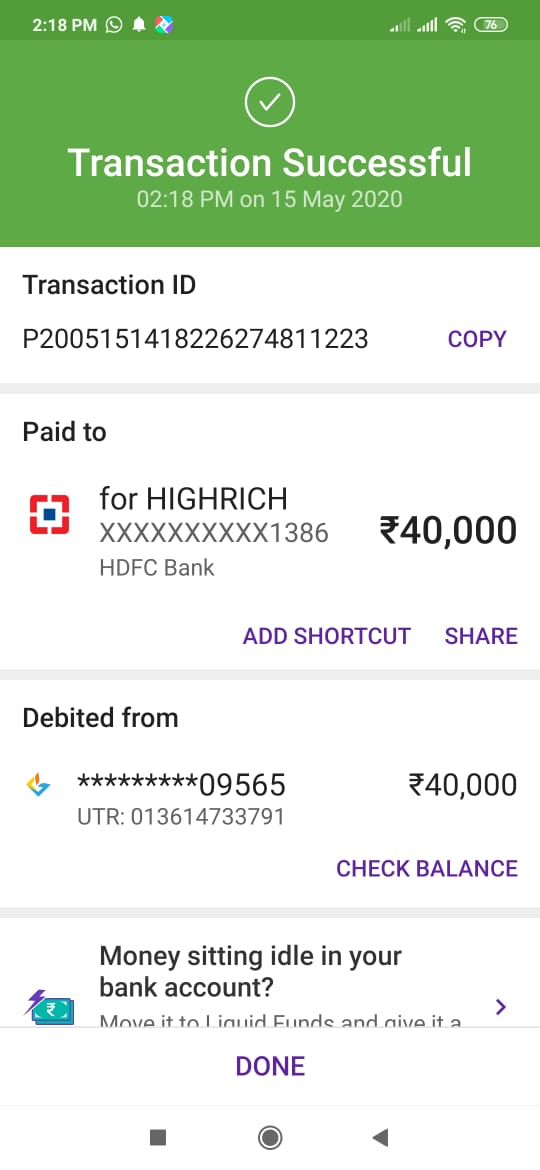 2:18 PM
76
Transaction Successful
02:18 PM on 15 May 2020
Transaction ID
P2005151418226274811223 COPY
Paid to
for HIGHRICH
XXXXXXXXXX1386 ₹40,000
HDFC Bank
ADD SHORTCUT SHARE
Debited from
*********09565 ₹40,000
UTR: 013614733791
CHECK BALANCE
Money sitting idle in your
bank account?
Move it to Liquid Funds and give it a
DONE